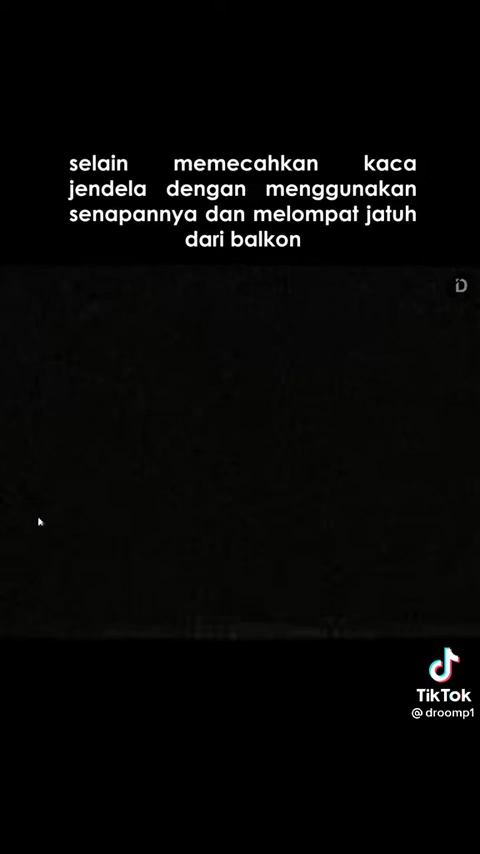 selain memecahkan kaca
jendela dengan menggunakan
senapannya dan melompat jatuh
dari balkon
D
TikTok
@droomp1